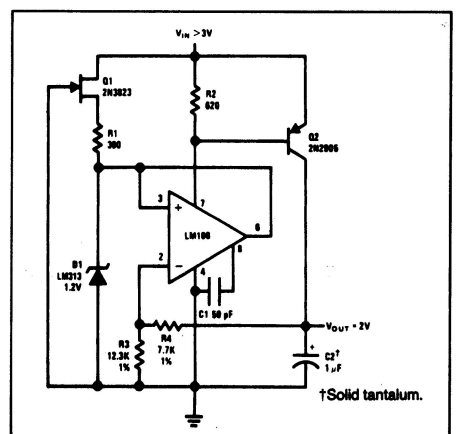 VIN >3V
Q1
2N3823
R2
620
Q2
2N2906
R1
300
3
+
7
LM108
6
8
2
–
4
D1
LM313
1.2V
C1 50 pF
R4
7.7K
1%
VOUT = 2V
R3
12.3K
1%
+
C2†
1 μF
†Solid tantalum.